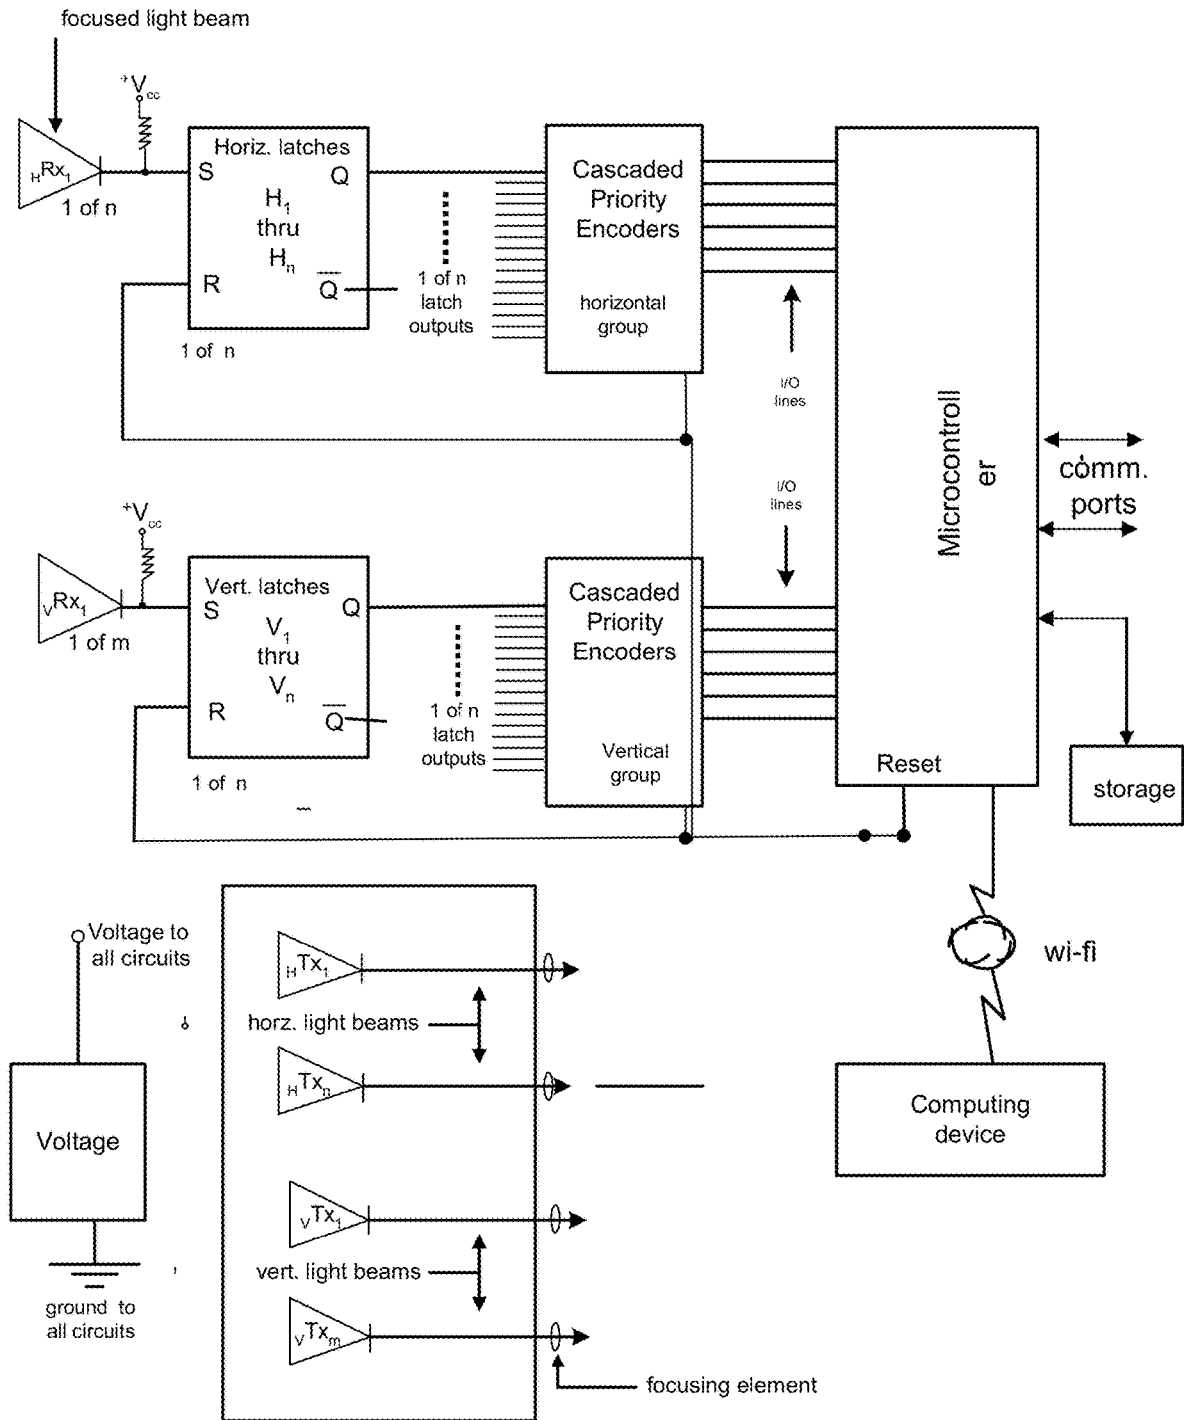 focused light beam
+Vcc
HRx1
1 of n
Horiz. latches
S
Q
H1
thru
Hn
R
Q
1 of n
1 of n
latch
outputs
Cascaded
Priority
Encoders
horizontal
group
I/O
lines
Microcontroll
er
comm.
ports
I/O
lines
+Vcc
VRx1
1 of m
Vert. latches
S
Q
V1
thru
Vn
R
Q
1 of n
1 of n
latch
outputs
Cascaded
Priority
Encoders
Vertical
group
Reset
storage
Voltage to
all circuits
HTx1
horz. light beams
HTxn
wi-fi
Voltage
Computing
device
VTx1
vert. light beams
ground to
all circuits
VTxm
focusing element